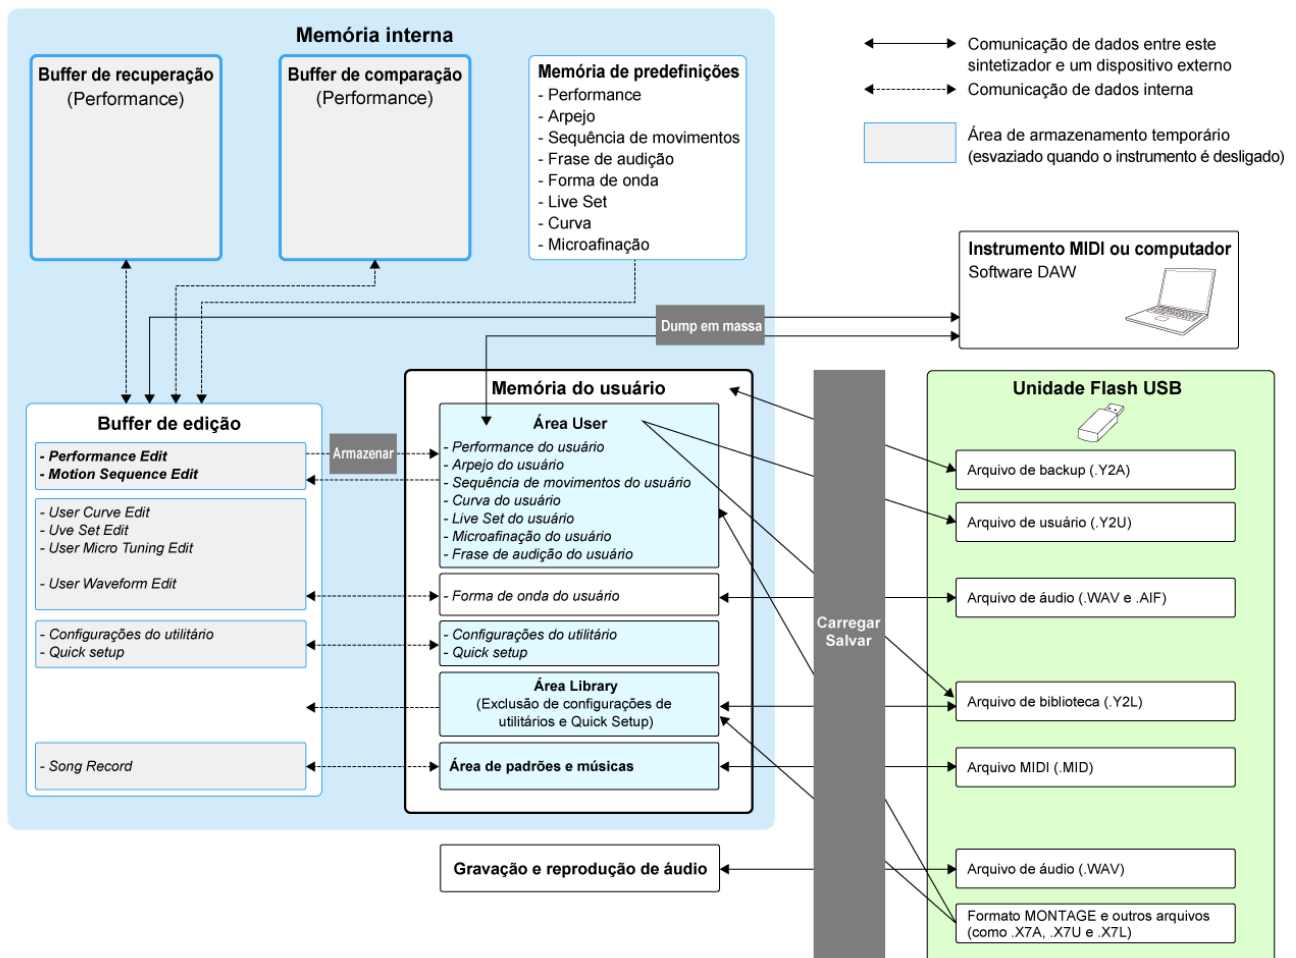 Memória interna
Buffer de recuperação
(Performance)
Buffer de comparação
(Performance)
Memória de predefinições
- Performance
- Arpejo
- Sequência de movimentos
- Frase de audição
- Forma de onda
- Live Set
- Curva
- Microafinação
Comunicação de dados entre este
sintetizador e um dispositivo externo
Comunicação de dados interna
Área de armazenamento temporário
(esvaziado quando o instrumento é desligado)
Instrumento MIDI ou computador
Software DAW
Dump em massa
Buffer de edição
- Performance Edit
- Motion Sequence Edit
- User Curve Edit
- Uve Set Edit
- User Micro Tuning Edit
- User Waveform Edit
- Configurações do utilitário
- Quick setup
- Song Record
Armazenar
Memória do usuário
Área User
- Performance do usuário
- Arpejo do usuário
- Sequência de movimentos do usuário
- Curva do usuário
- Live Set do usuário
- Microafinação do usuário
- Frase de audição do usuário
- Forma de onda do usuário
- Configurações do utilitário
- Quick setup
Área Library
(Exclusão de configurações de
utilitários e Quick Setup)
Área de padrões e músicas
Gravação e reprodução de áudio
Carregar
Salvar
Unidade Flash USB
Arquivo de backup (.Y2A)
Arquivo de usuário (.Y2U)
Arquivo de áudio (.WAV e .AIF)
Arquivo de biblioteca (.Y2L)
Arquivo MIDI (.MID)
Arquivo de áudio (.WAV)
Formato MONTAGE e outros arquivos
(como .X7A, .X7U e .X7L)